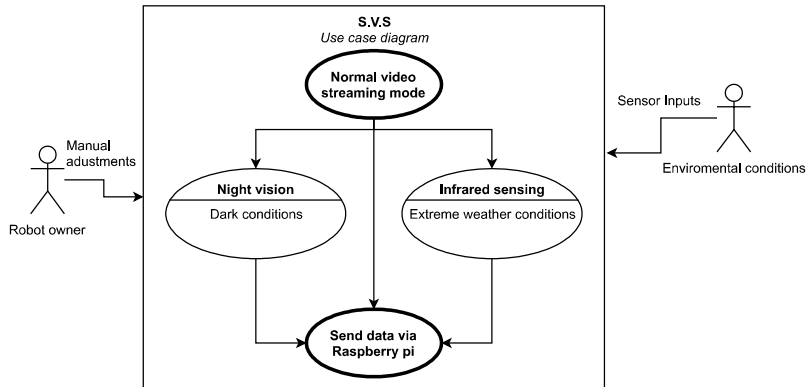 S.V.S
Use case diagram
Normal video
streaming mode
Sensor Inputs
Manual
adustments
Night vision
Dark conditions
Infrared sensing
Extreme weather conditions
Enviromental conditions
Robot owner
Send data via
Raspberry pi